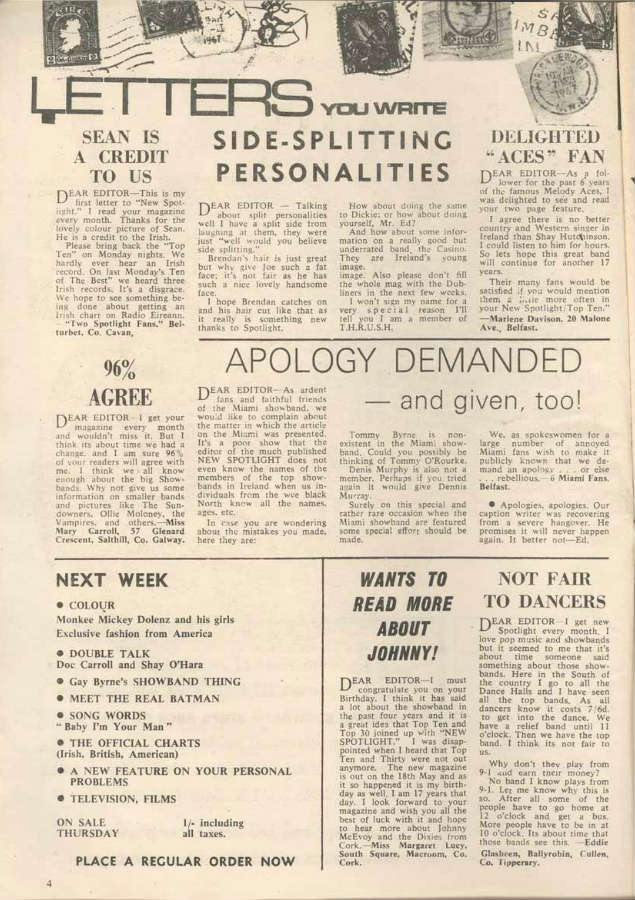 LETTERS YOU WRITE
SEAN IS
A CREDIT
TO US
DEAR EDITOR—This is my
first letter to "New Spot-
light." I read your magazine
every month. Thanks for the
lovely colour picture of Sean.
He is a credit to the Irish.
Please bring back the "Top
Ten" on Monday nights. We
hardly ever hear an Irish
record. On last Monday's Ten
of The Best" we heard three
Irish records. It's a disgrace.
We hope to see something be-
ing done about getting an
Irish chart on Radio Eireann.
—"Two Spotlight Fans," Bel-
turbet, Co. Cavan,
SIDE-SPLITTING
PERSONALITIES
DEAR EDITOR — Talking
about split personalities
well I have a split side from
laughing at them, they were
just "well would you believe
side splitting."
Brendan's hair is just great
but why give Joe such a fat
face; it's not fair as he has
such a nice lovely handsome
face.
I hope Brendan catches on
and his hair cut like that as
it really is something new
thanks to Spotlight.
How about doing the same
to Dickie; or how about doing
yourself, Mr. Ed?
And how about some infor-
mation on a really good but
underrated band, the Casino.
They are Ireland's young
image.
image. Also please don't fill
the whole mag with the Dub-
liners in the next few weeks.
I won't sign my name for a
very special reason I'll
tell you I am a member of
T.H.R.U.S.H.
DELIGHTED
"ACES" FAN
DEAR EDITOR—As a fol-
lower for the past 6 years
of the famous Melody Aces, I
was delighted to see and read
your two page feature.
I agree there is no better
country and Western singer in
Ireland than Shay Hutchinson.
I could listen to him for hours.
So lets hope this great band
will continue for another 17
years.
Their many fans would be
satisfied if you would mention
them a more often in
your New Spotlight/Top Ten."
—Marlene Davison, 20 Malone
Ave., Belfast.
96%
AGREE
DEAR EDITOR—I get your
magazine every month
and wouldn't miss it. But I
think its about time we had a
change. and I am sure 96%
of your readers will agree with
me. I think we all know
enough about the big Show-
bands. Why not give us some
information on smaller bands
and pictures like The Sun-
downers, Ollie Moloney, the
Vampires, and others.—Miss
Mary Carroll, 57 Glenard
Crescent, Salthill, Co. Galway.
APOLOGY DEMANDED
— and given, too!
DEAR EDITOR—As ardent
fans and faithful friends
of the Miami showband, we
would like to complain about
the matter in which the article
on the Miami was presented.
It's a poor show that the
editor of the much published
NEW SPOTLIGHT does not
even know the names of the
members of the top show-
bands in Ireland when us in-
dividuals from the wee black
North know all the names,
ages, etc.
In case you are wondering
about the mistakes you made,
here they are:
Tommy Byrne is non-
existent in the Miami show-
band. Could you possibly be
thinking of Tommy O'Rourke.
Denis Murphy is also not a
member. Perhaps if you tried
again it would give Dennis
Murray.
Surely on this special and
rather rare occasion when the
Miami showband are featured
some special effort should be
made.
We, as spokeswomen for a
large number of annoyed
Miami fans wish to make it
publicly known that we de-
mand an apology . . . or else
. . . rebellious.—6 Miami Fans,
Belfast.
● Apologies, apologies. Our
caption writer was recovering
from a severe hangover. He
promises it will never happen
again. It better not—Ed.
NEXT WEEK
● COLOUR
Monkee Mickey Dolenz and his girls
Exclusive fashion from America
● DOUBLE TALK
Doc Carroll and Shay O'Hara
● Gay Byrne's SHOWBAND THING
● MEET THE REAL BATMAN
● SONG WORDS
"Baby I'm Your Man"
● THE OFFICIAL CHARTS
(Irish, British, American)
● A NEW FEATURE ON YOUR PERSONAL
PROBLEMS
● TELEVISION, FILMS
ON SALE 1/- including
THURSDAY all taxes.
PLACE A REGULAR ORDER NOW
WANTS TO
READ MORE
ABOUT
JOHNNY!
DEAR EDITOR—I must
congratulate you on your
Birthday. I think it has said
a lot about the showband in
the past four years and it is
a great idea that Top Ten and
Top 30 joined up with "NEW
SPOTLIGHT." I was disap-
pointed when I heard that Top
Ten and Thirty were not out
anymore. The new magazine
is out on the 18th May and as
it so happened it is my birth-
day as well. I am 17 years that
day. I look forward to your
magazine and wish you all the
best of luck with it and hope
to hear more about Johnny
McEvoy and the Dixies from
Cork.—Miss Margaret Lucy,
South Square, Macroom, Co.
Cork.
NOT FAIR
TO DANCERS
DEAR EDITOR—I get new
Spotlight every month. I
love pop music and showbands
but it seemed to me that it's
about time someone said
something about those show-
bands. Here in the South of
the country I go to all the
Dance Halls and I have seen
all the top bands. As all
dancers know it costs 7/6d.
to get into the dance. We
have a relief band until 11
o'clock. Then we have the top
band. I think its not fair to
us.
Why don't they play from
9-1 and earn their money?
No band I know plays from
9-1. Let me know why this is
so. After all some of the
people have to go home at
12 o'clock and get a bus.
More people have to be in at
10 o'clock. Its about time that
those bands see this. —Eddie
Glasheen, Ballyrobin, Cullen,
Co. Tipperary.
4